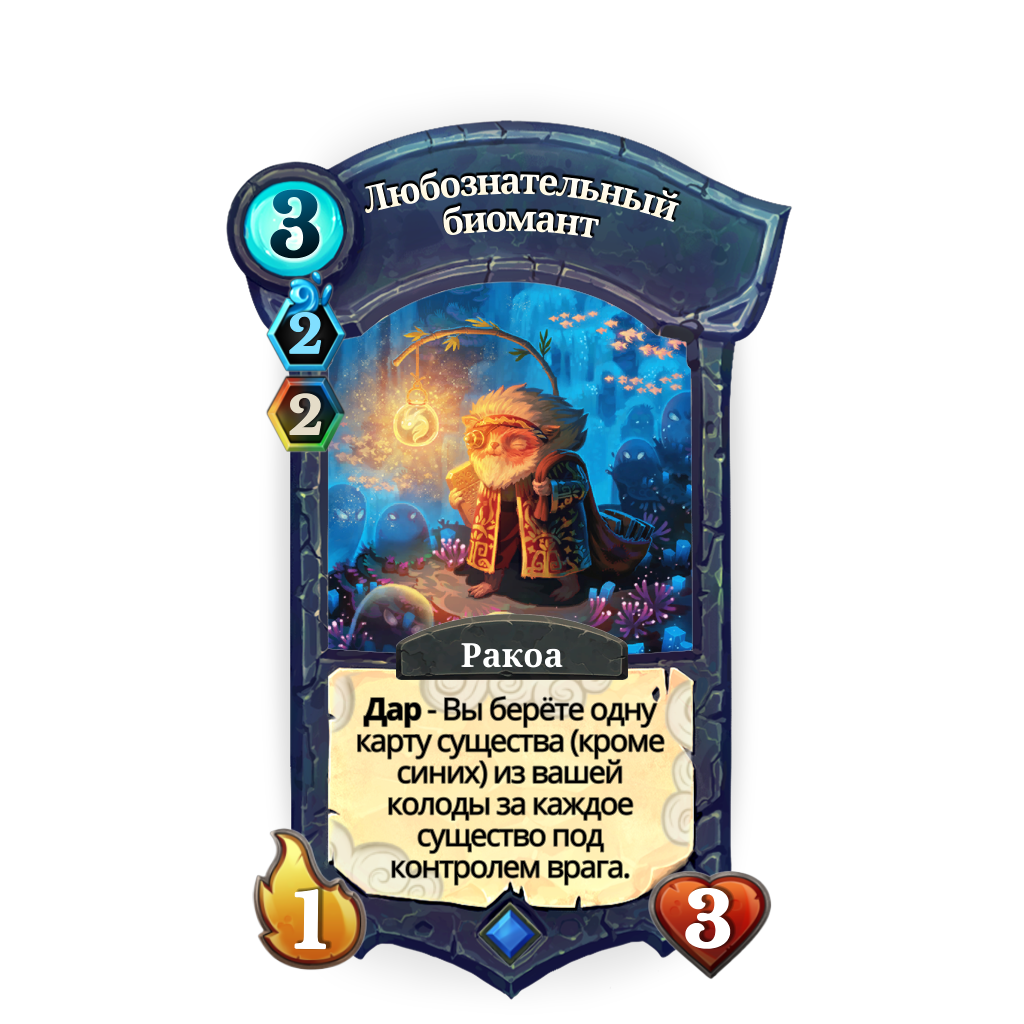 3
Любознательный
биомант
2
2
Ракоа
Дар - Вы берёте одну
карту существа (кроме
синих) из вашей
колоды за каждое
существо под
контролем врага.
1
3